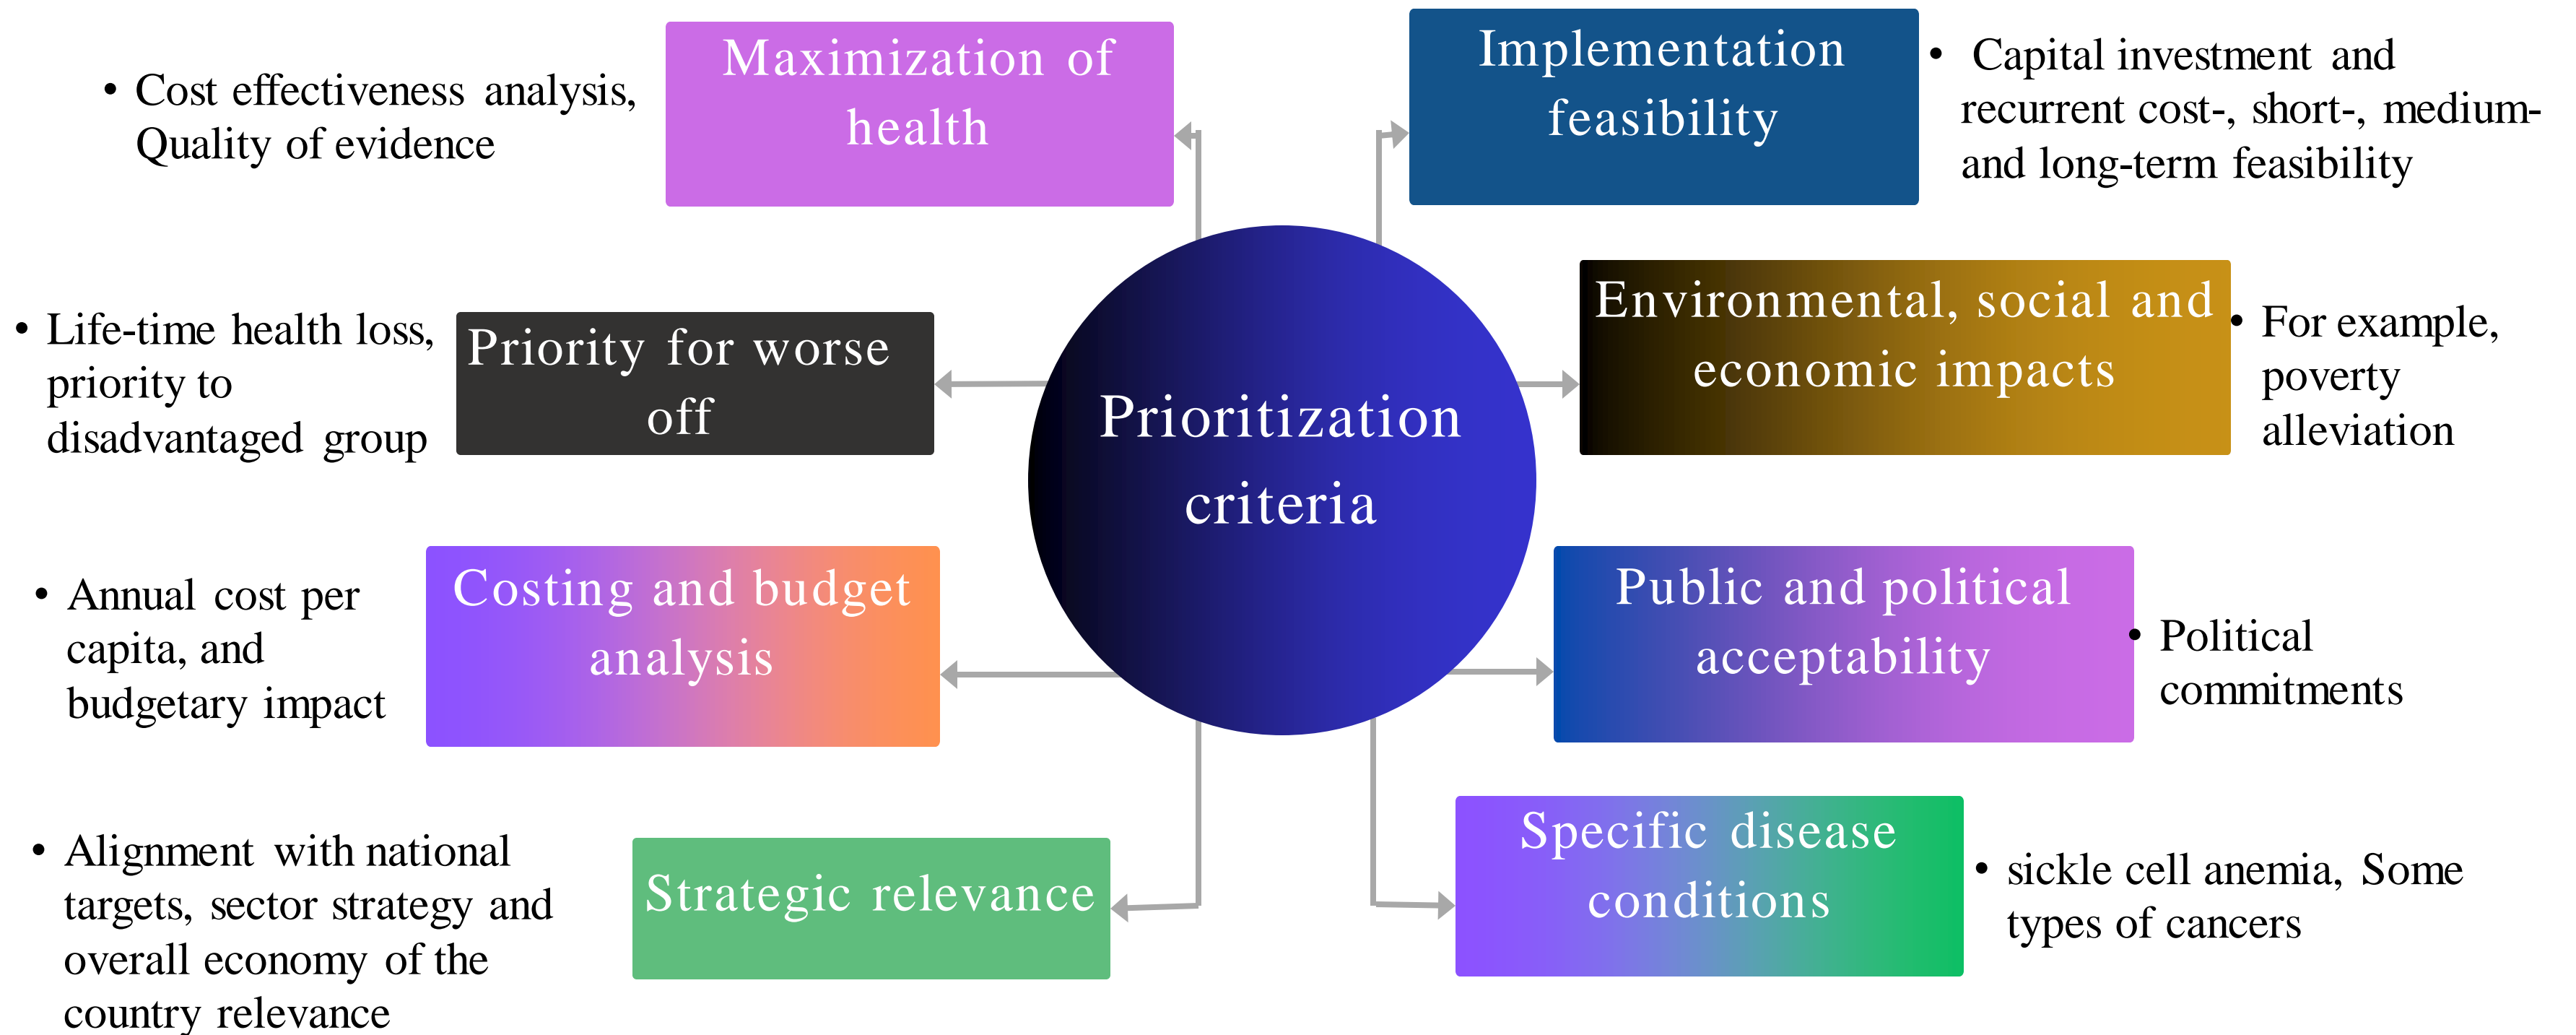 Maximization of
health
• Cost effectiveness analysis,
Quality of evidence
Implementation
feasibility
• Capital investment and
recurrent cost-, short-, medium-
and long-term feasibility
Priority for worse
off
• Life-time health loss,
priority to
disadvantaged group
Environmental, social and
economic impacts
• For example,
poverty
alleviation
Prioritization
criteria
Costing and budget
analysis
• Annual cost per
capita, and
budgetary impact
Public and political
acceptability
• Political
commitments
Strategic relevance
• Alignment with national
targets, sector strategy and
overall economy of the
country relevance
Specific disease
conditions
• sickle cell anemia, Some
types of cancers